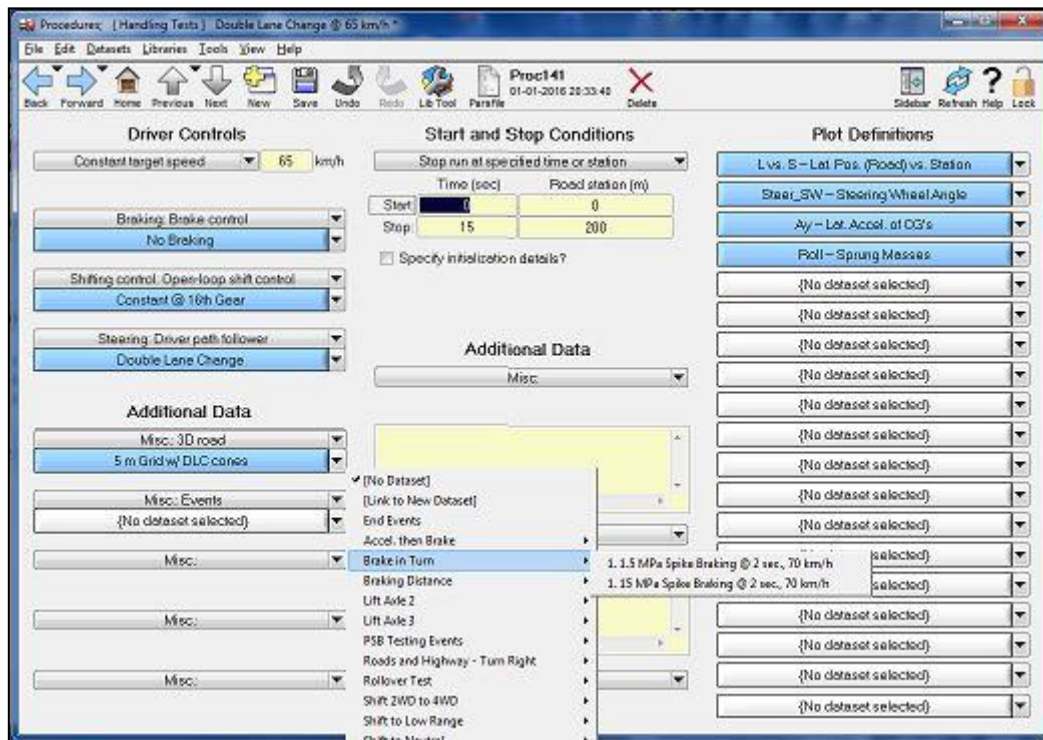 Procedures; { Handling Tests } Double Lane Change @ 65 km/h *
File Edit Datasets Libraries Tools View Help
Proc141
01-01-2016 20:33:40
Back Forward Home Previous Next New Save Undo Redo Lib Tool Parsfile Delete Sidebar Refresh Help Lock
Driver Controls
Constant target speed 65 km/h
Braking: Brake control
No Braking
Shifting control: Open-loop shift control
Constant @ 16th Gear
Steering: Driver path follower
Double Lane Change
Additional Data
Misc.: 3D road
5 m Grid w/ DLC cones
Misc.: Events
{No dataset selected}
Misc.:
Misc.:
Misc.:
Start and Stop Conditions
Stop run at specified time or station
Time (sec) Road station (m)
Start 0 0
Stop: 15 200
Specify initialization details?
Additional Data
Misc:
[No Dataset]
[Link to New Dataset]
End Events
Accel. then Brake
Brake in Turn
Braking Distance
Lift Axle 2
Lift Axle 3
PSB Testing Events
Roads and Highway - Turn Right
Rollover Test
Shift 2WD to 4WD
Shift to Low Range
Shift to Neutral
1. 1.5 MPa Spike Braking @ 2 sec., 70 km/h
1. 15 MPa Spike Braking @ 2 sec., 70 km/h
Plot Definitions
L vs. S – Lat. Pos. (Road) vs. Station
Steer_SW – Steering Wheel Angle
Ay – Lat. Accel. of CG's
Roll – Sprung Masses
{No dataset selected}
{No dataset selected}
{No dataset selected}
{No dataset selected}
{No dataset selected}
{No dataset selected}
{No dataset selected}
{No dataset selected}
{No dataset selected}
selected}
selected}
{No dataset selected}
{No dataset selected}
{No dataset selected}
{No dataset selected}